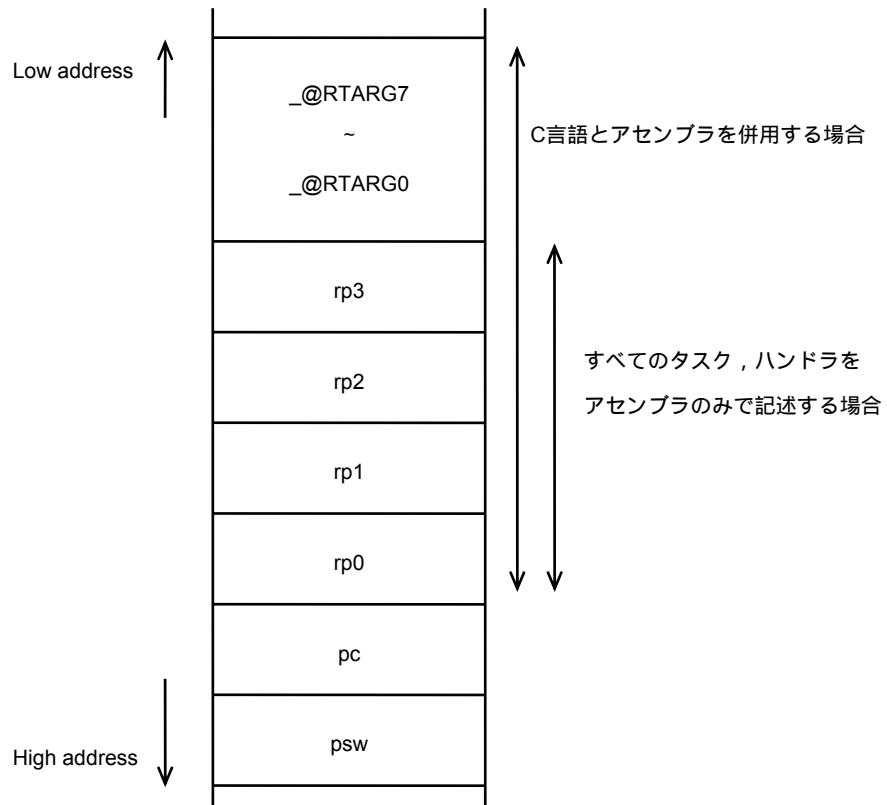 Low address
_@RTARG7
~
_@RTARG0
C言語とアセンブラを併用する場合
rp3
rp2
すべてのタスク，ハンドラを
アセンブラのみで記述する場合
rp1
rp0
pc
psw
High address